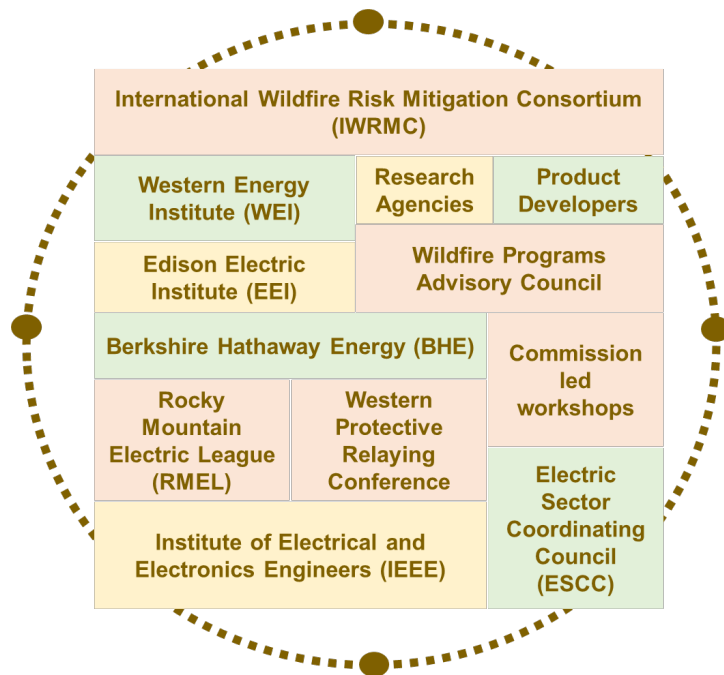 International Wildfire Risk Mitigation Consortium
(IWRMC)
Western Energy
Institute (WEI)
Research
Agencies
Product
Developers
Edison Electric
Institute (EEI)
Wildfire Programs
Advisory Council
Berkshire Hathaway Energy (BHE)
Commission
led
workshops
Rocky
Mountain
Electric League
(RMEL)
Western
Protective
Relaying
Conference
Electric
Sector
Coordinating
Council
(ESCC)
Institute of Electrical and
Electronics Engineers (IEEE)